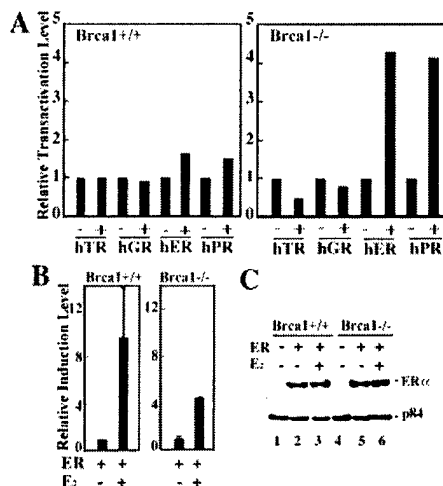 A
Brca1+/+
Brca1-/-
Relative Transactivation Level
5
4
3
2
1
0
5
4
3
2
1
0
- + - + - + - +
hTR hGR hER hPR
- + - + - + - +
hTR hGR hER hPR
B
Brca1+/+
Brca1-/-
Relative Induction Level
12
8
4
0
12
8
4
0
ER + + + +
E₂ - + - +
C
Brca1+/+ Brca1-/-
ER - + + - + +
E₂ - - + - - +
- ERα
- p84
1 2 3 4 5 6